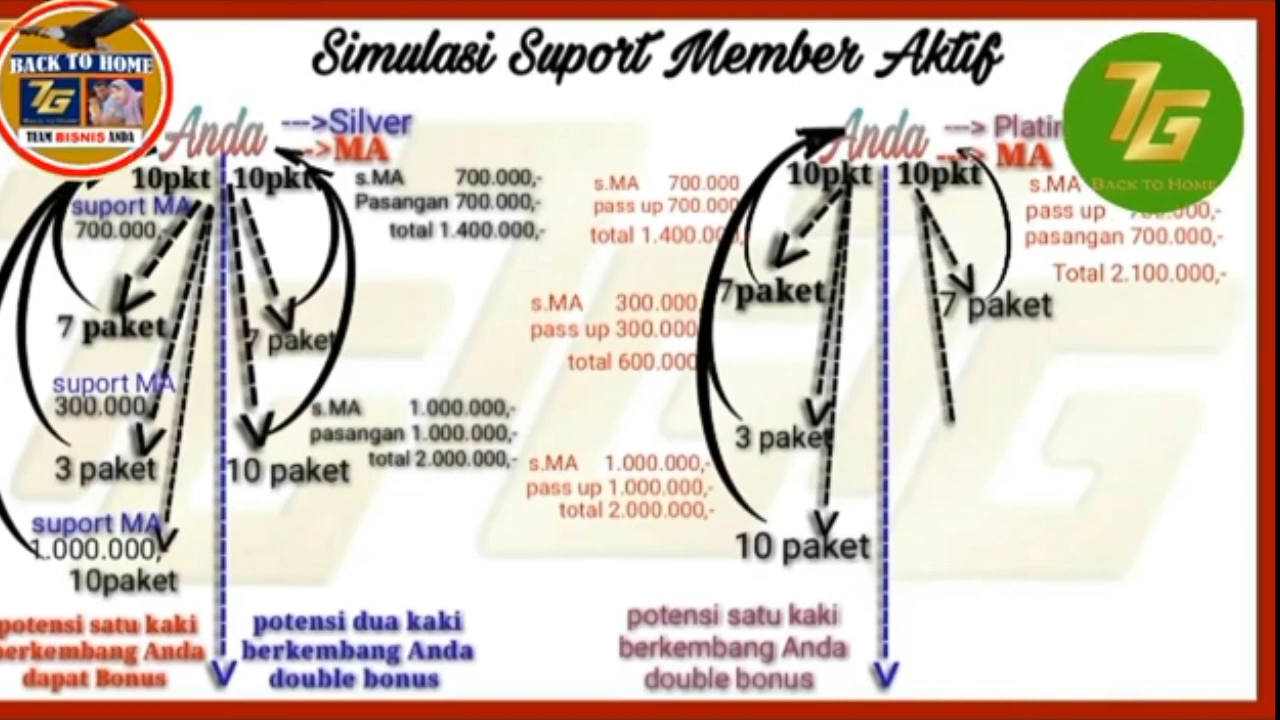 Simulasi Suport Member Aktif
BACK TO HOME
7G
TEAM BISNIS ANDA
Anda --->Silver
-->MA
10pkt 10pkt
suport MA
700.000,-
s.MA 700.000,-
Pasangan 700.000,-
total 1.400.000,-
7 paket
7 paket
suport MA
300.000,
3 paket
s.MA 1.000.000,-
pasangan 1.000.000,-
total 2.000.000,-
10 paket
suport MA
1.000.000,
10paket
potensi satu kaki
berkembang Anda
dapat Bonus
potensi dua kaki
berkembang Anda
double bonus
7G
BACK TO HOME
Anda ---> Platin
MA
10pkt 10pkt
s.MA 700.000
pass up 700.000
total 1.400.000,
s.MA
pass up
pasangan 700.000,-
Total 2.100.000,-
7paket
7 paket
s.MA 300.000
pass up 300.000
total 600.000
3 paket
s.MA 1.000.000,-
pass up 1.000.000,-
total 2.000.000,-
10 paket
potensi satu kaki
berkembang Anda
double bonus